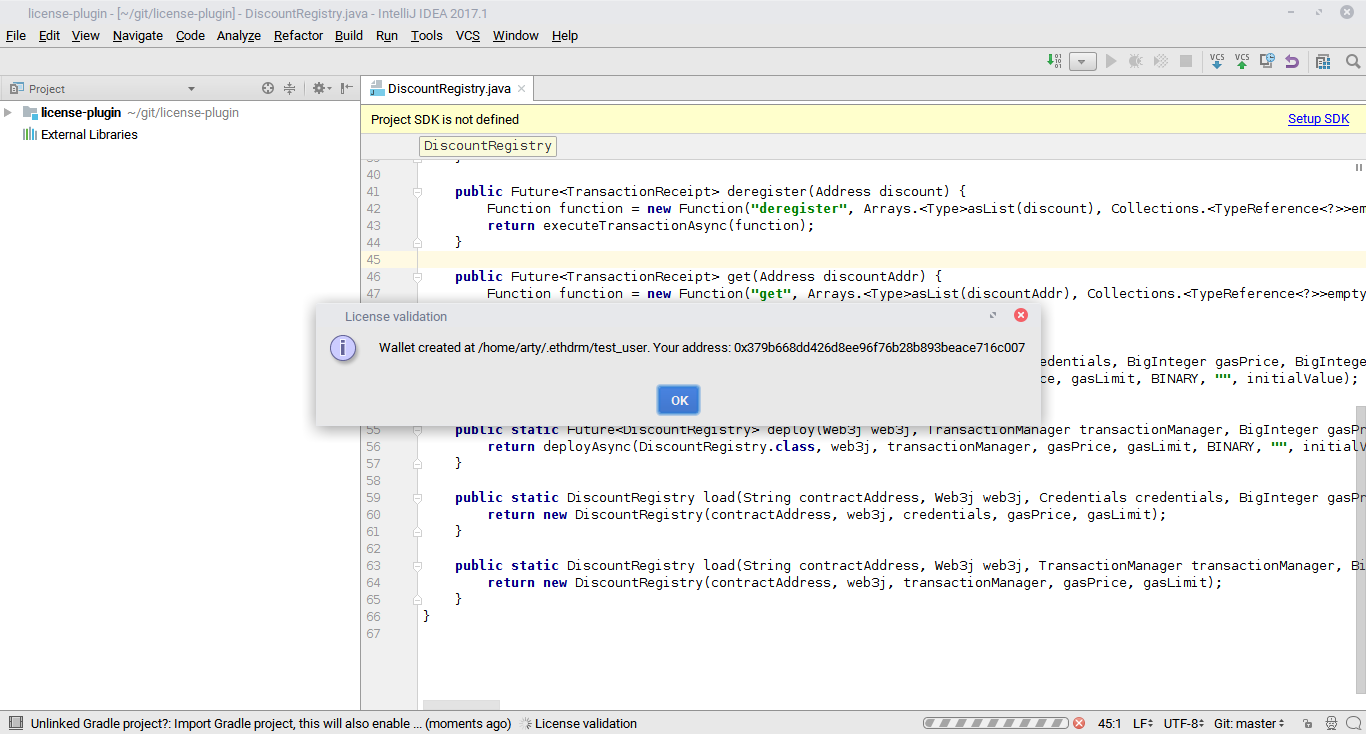 license-plugin - [~/git/license-plugin] - DiscountRegistry.java - IntelliJ IDEA 2017.1
File Edit View Navigate Code Analyze Refactor Build Run Tools VCS Window Help
VCS VCS
Project
DiscountRegistry.java
license-plugin ~/git/license-plugin
External Libraries
Project SDK is not defined Setup SDK
DiscountRegistry
40
41 public Future<TransactionReceipt> deregister(Address discount) {
42 Function function = new Function("deregister", Arrays.<Type>asList(discount), Collections.<TypeReference<?>>emp
43 return executeTransactionAsync(function);
44 }
45
46 public Future<TransactionReceipt> get(Address discountAddr) {
47 Function function = new Function("get", Arrays.<Type>asList(discountAddr), Collections.<TypeReference<?>>empty
License validation
Wallet created at /home/arty/.ethdrm/test_user. Your address: 0x379b668dd426d8ee96f76b28b893beace716c007
OK
edentials, BigInteger gasPrice, BigIntege
ce, gasLimit, BINARY, "", initialValue);
55 public static Future<DiscountRegistry> deploy(Web3j web3j, TransactionManager transactionManager, BigInteger gasPr
56 return deployAsync(DiscountRegistry.class, web3j, transactionManager, gasPrice, gasLimit, BINARY, "", initialV
57 }
58
59 public static DiscountRegistry load(String contractAddress, Web3j web3j, Credentials credentials, BigInteger gasPr
60 return new DiscountRegistry(contractAddress, web3j, credentials, gasPrice, gasLimit);
61 }
62
63 public static DiscountRegistry load(String contractAddress, Web3j web3j, TransactionManager transactionManager, Bi
64 return new DiscountRegistry(contractAddress, web3j, transactionManager, gasPrice, gasLimit);
65 }
66 }
67
Unlinked Gradle project?: Import Gradle project, this will also enable ... (moments ago) License validation 45:1 LF UTF-8 Git: master